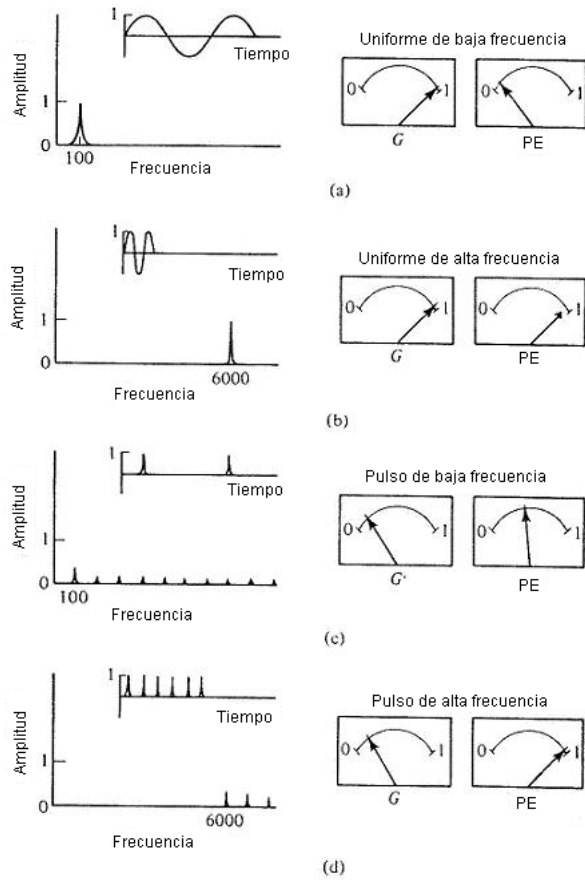 1
Tiempo
Amplitud
1
0
100
Frecuencia
Uniforme de baja frecuencia
0 1
G
0 1
PE
(a)
1
Tiempo
Amplitud
1
0
6000
Frecuencia
Uniforme de alta frecuencia
0 1
G
0 1
PE
(b)
1
Tiempo
Amplitud
1
0
100
Frecuencia
Pulso de baja frecuencia
0 1
G
0 1
PE
(c)
1
Tiempo
Amplitud
1
0
6000
Frecuencia
Pulso de alta frecuencia
0 1
G
0 1
PE
(d)